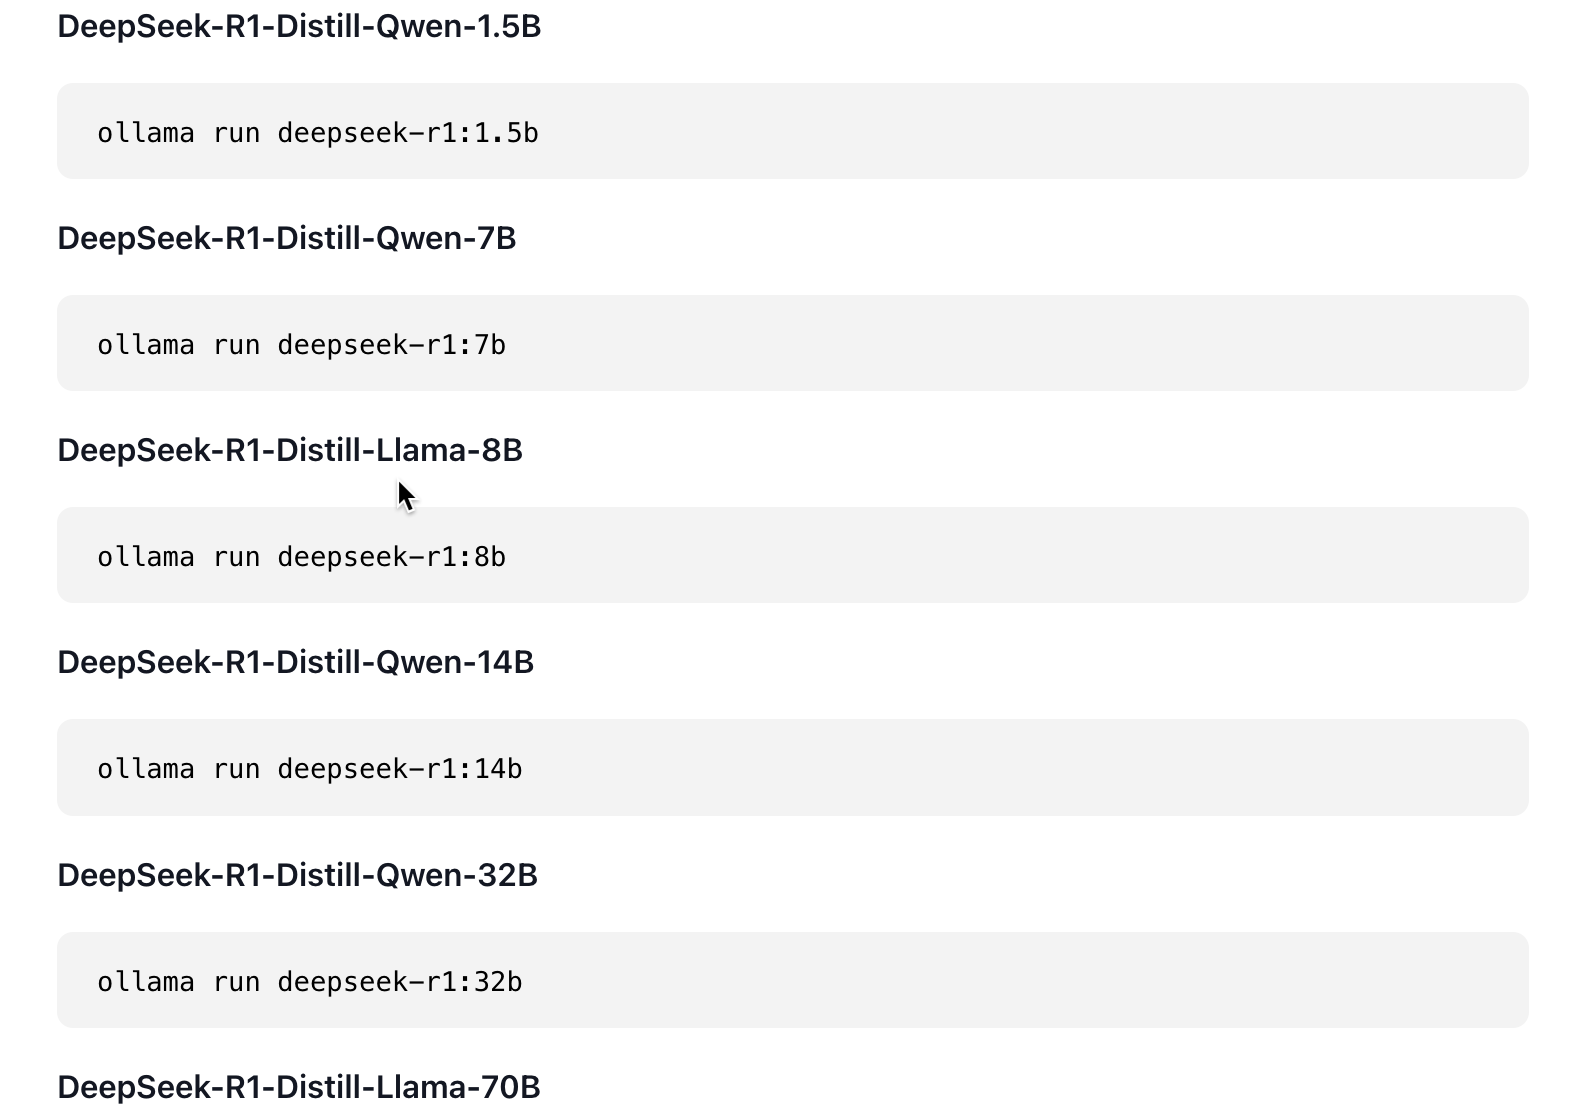 DeepSeek-R1-Distill-Qwen-1.5B
ollama run deepseek-r1:1.5b
DeepSeek-R1-Distill-Qwen-7B
ollama run deepseek-r1:7b
DeepSeek-R1-Distill-Llama-8B
ollama run deepseek-r1:8b
DeepSeek-R1-Distill-Qwen-14B
ollama run deepseek-r1:14b
DeepSeek-R1-Distill-Qwen-32B
ollama run deepseek-r1:32b
DeepSeek-R1-Distill-Llama-70B